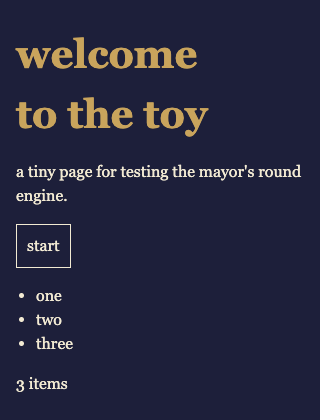 welcome
to the toy
a tiny page for testing the mayor's round
engine.
start
one
two
three
3 items